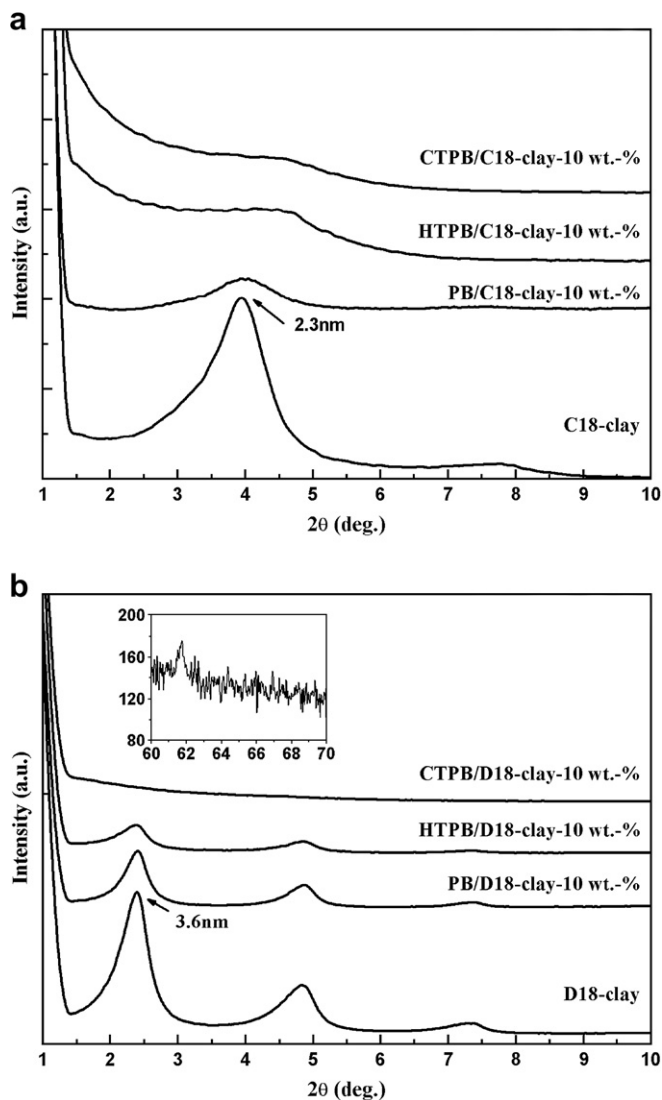 a
CTPB/C18-clay-10 wt.-%
HTPB/C18-clay-10 wt.-%
PB/C18-clay-10 wt.-%
2.3nm
C18-clay
Intensity (a.u.)
1 2 3 4 5 6 7 8 9 10
2θ (deg.)
b
200
160
120
80
60 62 64 66 68 70
CTPB/D18-clay-10 wt.-%
HTPB/D18-clay-10 wt.-%
PB/D18-clay-10 wt.-%
3.6nm
D18-clay
Intensity (a.u.)
1 2 3 4 5 6 7 8 9 10
2θ (deg.)